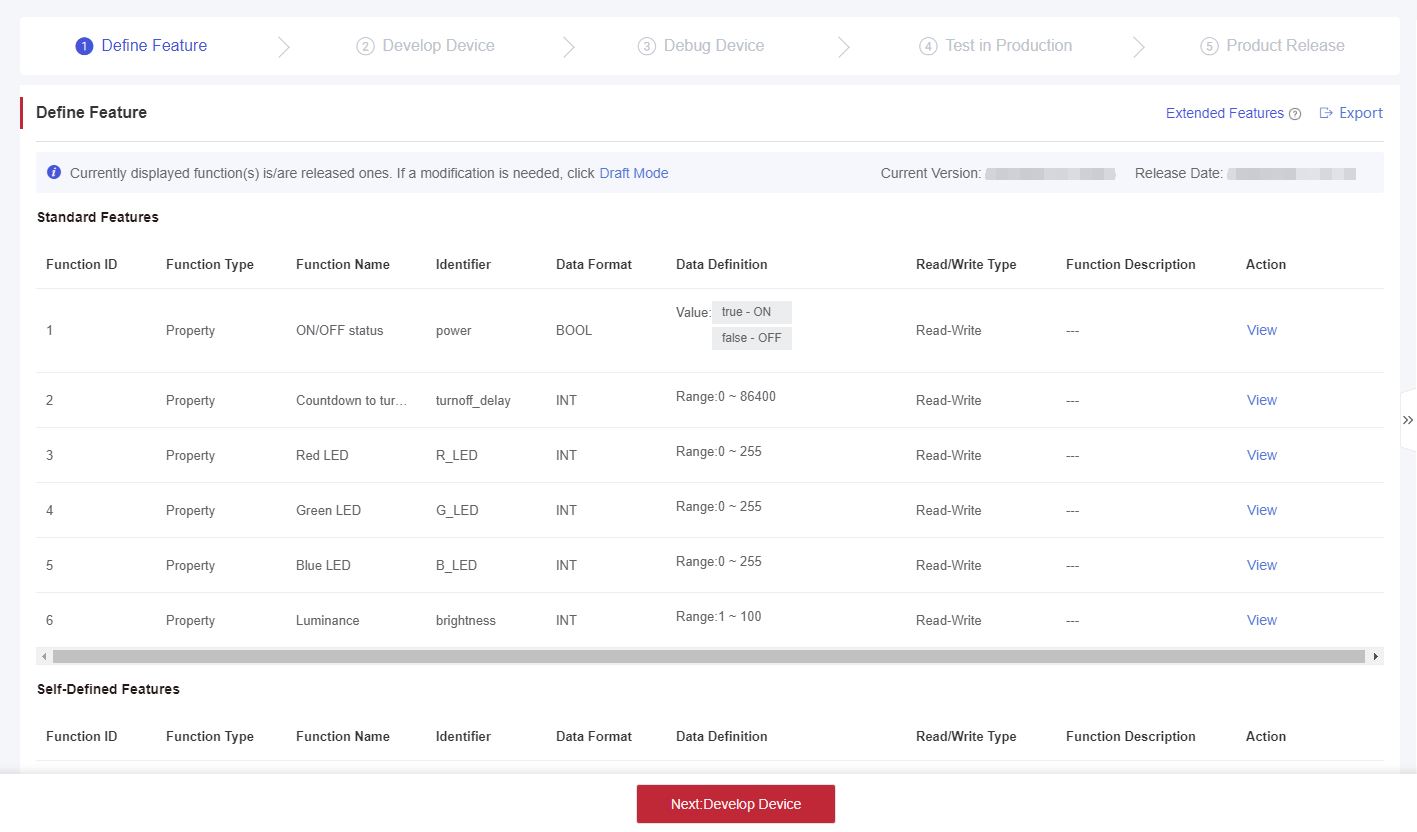 1 Define Feature
2 Develop Device
3 Debug Device
4 Test in Production
5 Product Release
Define Feature
Extended Features ?
Export
i Currently displayed function(s) is/are released ones. If a modification is needed, click Draft Mode
Current Version:
Release Date:
Standard Features
Function ID Function Type Function Name Identifier Data Format Data Definition Read/Write Type Function Description Action
1 Property ON/OFF status power BOOL Value: true - ON Read-Write --- View
false - OFF
2 Property Countdown to tur... turnoff_delay INT Range:0 ~ 86400 Read-Write --- View
3 Property Red LED R_LED INT Range:0 ~ 255 Read-Write --- View
4 Property Green LED G_LED INT Range:0 ~ 255 Read-Write --- View
5 Property Blue LED B_LED INT Range:0 ~ 255 Read-Write --- View
6 Property Luminance brightness INT Range:1 ~ 100 Read-Write --- View
Self-Defined Features
Function ID Function Type Function Name Identifier Data Format Data Definition Read/Write Type Function Description Action
Next:Develop Device